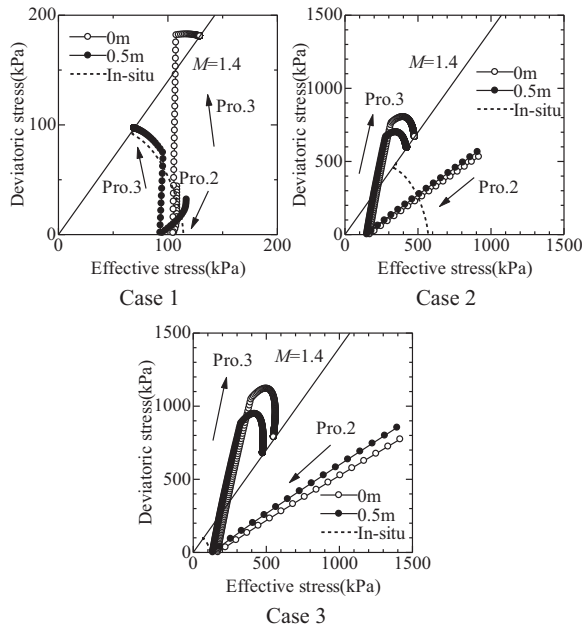 Deviatoric stress(kPa)
200
100
0
0m
0.5m
In-situ
M=1.4
Pro.3
Pro.3
Pro.2
0
100
200
Effective stress(kPa)
Case 1
Deviatoric stress(kPa)
1500
1000
500
0
M=1.4
0m
0.5m
In-situ
Pro.3
Pro.2
0
500
1000
1500
Effective stress(kPa)
Case 2
Deviatoric stress(kPa)
1500
1000
500
0
Pro.3
M=1.4
Pro.2
0m
0.5m
In-situ
0
500
1000
1500
Effective stress(kPa)
Case 3